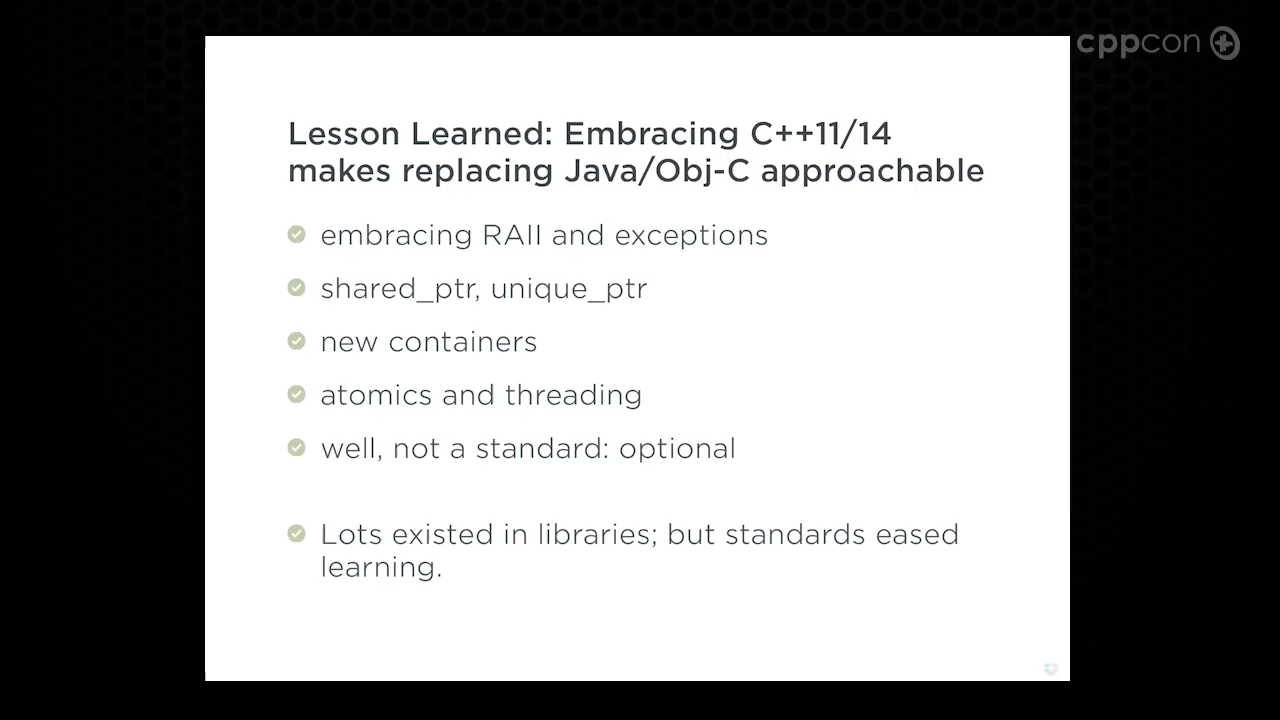 cppcon
Lesson Learned: Embracing C++11/14
makes replacing Java/Obj-C approachable
embracing RAII and exceptions
shared_ptr, unique_ptr
new containers
atomics and threading
well, not a standard: optional
Lots existed in libraries; but standards eased
learning.